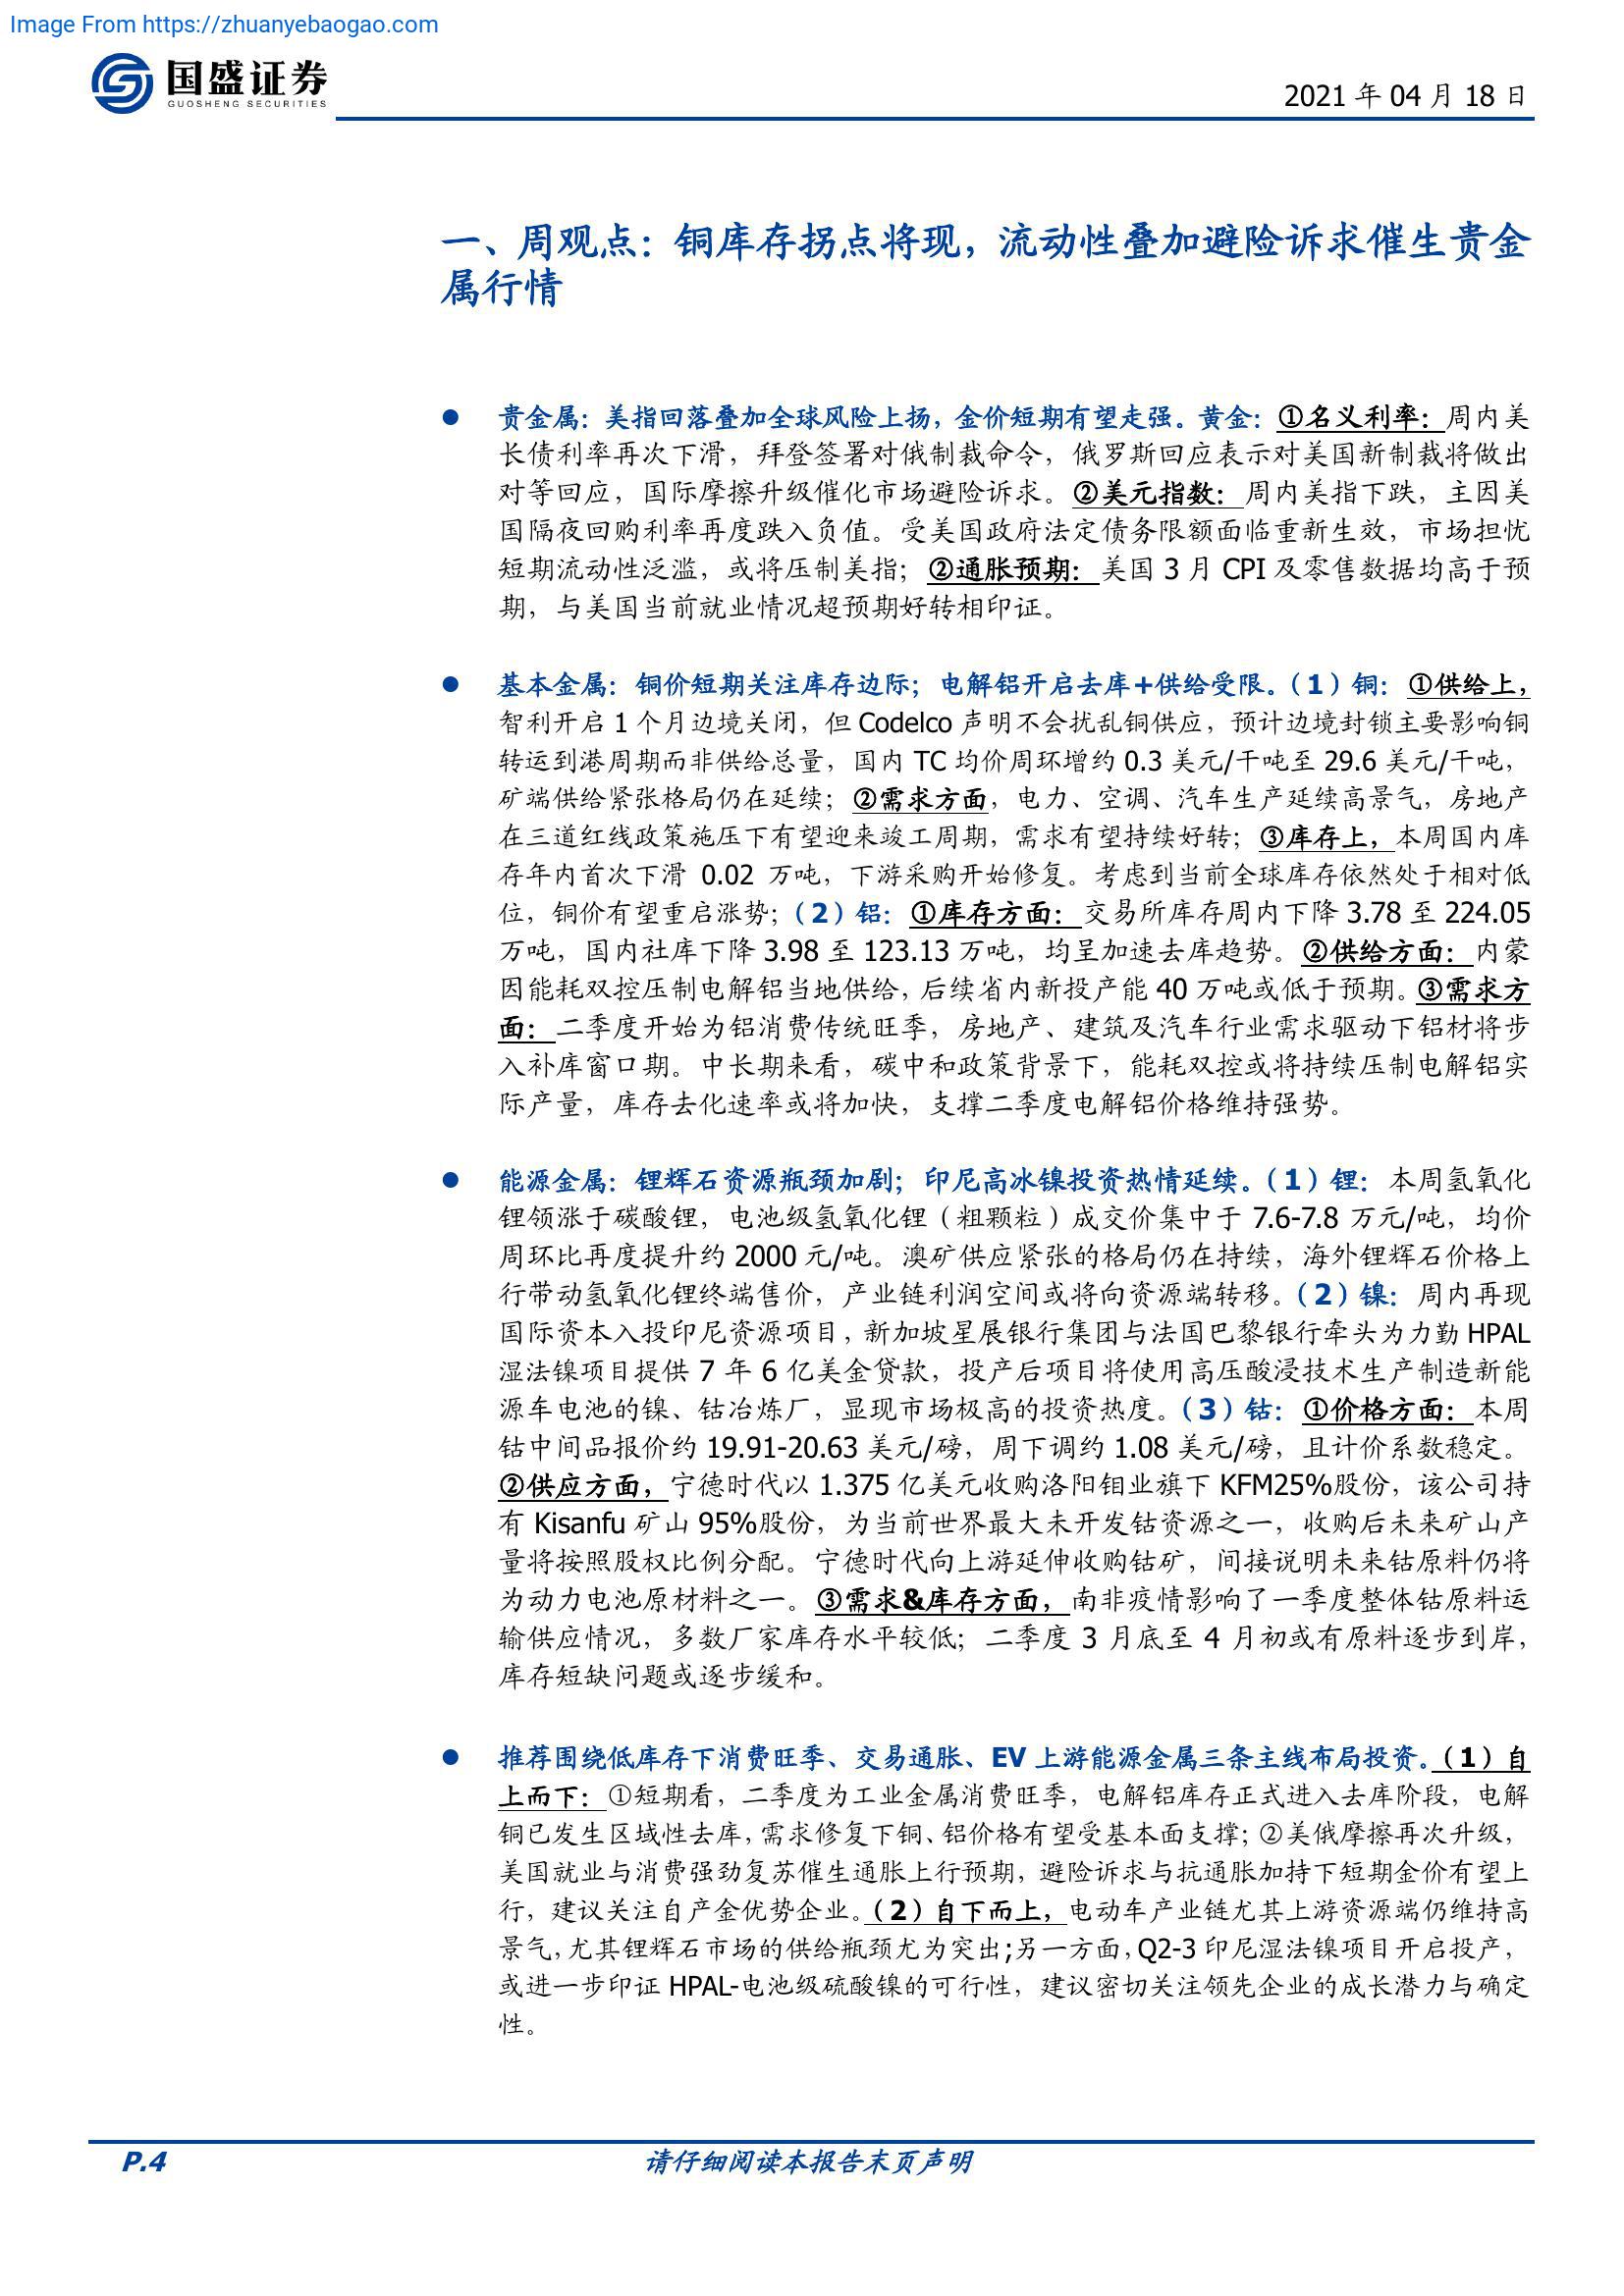 Image From https://zhuanyebaogao.com
国盛证券
GUOSHENG SECURITIES
2021 年 04 月 18 日
一、周观点：铜库存拐点将现，流动性叠加避险诉求催生贵金
属行情
● 贵金属：美指回落叠加全球风险上扬，金价短期有望走强。黄金：①名义利率：周内美
长债利率再次下滑，拜登签署对俄制裁命令，俄罗斯回应表示对美国新制裁将做出
对等回应，国际摩擦升级催化市场避险诉求。②美元指数：周内美指下跌，主因美
国隔夜回购利率再度跌入负值。受美国政府法定债务限额面临重新生效，市场担忧
短期流动性泛滥，或将压制美指；②通胀预期：美国 3 月 CPI 及零售数据均高于预
期，与美国当前就业情况超预期好转相印证。
● 基本金属：铜价短期关注库存边际；电解铝开启去库+供给受限。（1）铜：①供给上，
智利开启 1 个月边境关闭，但 Codelco 声明不会扰乱铜供应，预计边境封锁主要影响铜
转运到港周期而非供给总量，国内 TC 均价周环增约 0.3 美元/干吨至 29.6 美元/干吨，
矿端供给紧张格局仍在延续；②需求方面，电力、空调、汽车生产延续高景气，房地产
在三道红线政策施压下有望迎来竣工周期，需求有望持续好转；③库存上，本周国内库
存年内首次下滑 0.02 万吨，下游采购开始修复。考虑到当前全球库存依然处于相对低
位，铜价有望重启涨势；（2）铝：①库存方面：交易所库存周内下降 3.78 至 224.05
万吨，国内社库下降 3.98 至 123.13 万吨，均呈加速去库趋势。②供给方面：内蒙
因能耗双控压制电解铝当地供给，后续省内新投产能 40 万吨或低于预期。③需求方
面：二季度开始为铝消费传统旺季，房地产、建筑及汽车行业需求驱动下铝材将步
入补库窗口期。中长期来看，碳中和政策背景下，能耗双控或将持续压制电解铝实
际产量，库存去化速率或将加快，支撑二季度电解铝价格维持强势。
● 能源金属：锂辉石资源瓶颈加剧；印尼高冰镍投资热情延续。（1）锂：本周氢氧化
锂领涨于碳酸锂，电池级氢氧化锂（粗颗粒）成交价集中于 7.6-7.8 万元/吨，均价
周环比再度提升约 2000 元/吨。澳矿供应紧张的格局仍在持续，海外锂辉石价格上
行带动氢氧化锂终端售价，产业链利润空间或将向资源端转移。（2）镍：周内再现
国际资本入投印尼资源项目，新加坡星展银行集团与法国巴黎银行牵头为力勤 HPAL
湿法镍项目提供 7 年 6 亿美金贷款，投产后项目将使用高压酸浸技术生产制造新能
源车电池的镍、钴冶炼厂，显现市场极高的投资热度。（3）钴：①价格方面：本周
钴中间品报价约 19.91-20.63 美元/磅，周下调约 1.08 美元/磅，且计价系数稳定。
②供应方面，宁德时代以 1.375 亿美元收购洛阳钼业旗下 KFM25%股份，该公司持
有 Kisanfu 矿山 95%股份，为当前世界最大未开发钴资源之一，收购后未来矿山产
量将按照股权比例分配。宁德时代向上游延伸收购钴矿，间接说明未来钴原料仍将
为动力电池原材料之一。③需求&库存方面，南非疫情影响了一季度整体钴原料运
输供应情况，多数厂家库存水平较低；二季度 3 月底至 4 月初或有原料逐步到岸，
库存短缺问题或逐步缓和。
● 推荐围绕低库存下消费旺季、交易通胀、EV 上游能源金属三条主线布局投资。（1）自
上而下：①短期看，二季度为工业金属消费旺季，电解铝库存正式进入去库阶段，电解
铜已发生区域性去库，需求修复下铜、铝价格有望受基本面支撑；②美俄摩擦再次升级，
美国就业与消费强劲复苏催生通胀上行预期，避险诉求与抗通胀加持下短期金价有望上
行，建议关注自产金优势企业。（2）自下而上，电动车产业链尤其上游资源端仍维持高
景气，尤其锂辉石市场的供给瓶颈尤为突出；另一方面，Q2-3 印尼湿法镍项目开启投产，
或进一步印证 HPAL-电池级硫酸镍的可行性，建议密切关注领先企业的成长潜力与确定
性。
P.4
请仔细阅读本报告末页声明